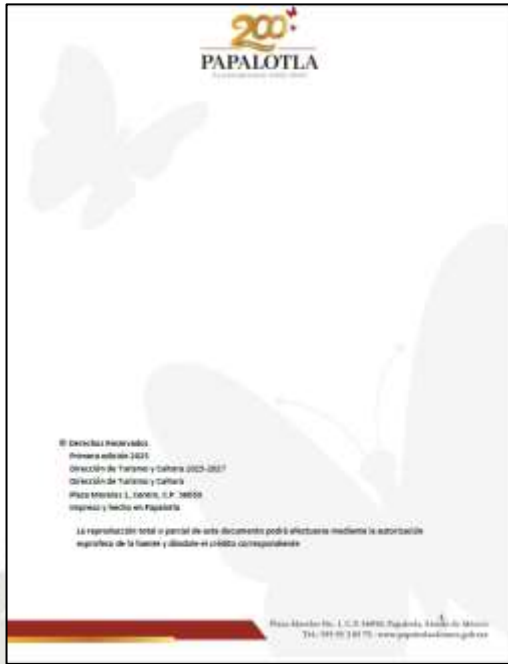 200
PAPALOTLA
© Derechos Reservados
Primera edición 2025
Dirección de Turismo y Cultura 2025-2027
Dirección de Turismo y Cultura
Plaza Morelos 1, Centro, C.P. 56050
Impreso y hecho en Papalotla
La reproducción total o parcial de este documento podrá efectuarse mediante la autorización
exprofesa de la fuente y dándole el crédito correspondiente
Plaza Morelos No. 1, C.P. 56050, Papalotla, Estado de México
Tel.: